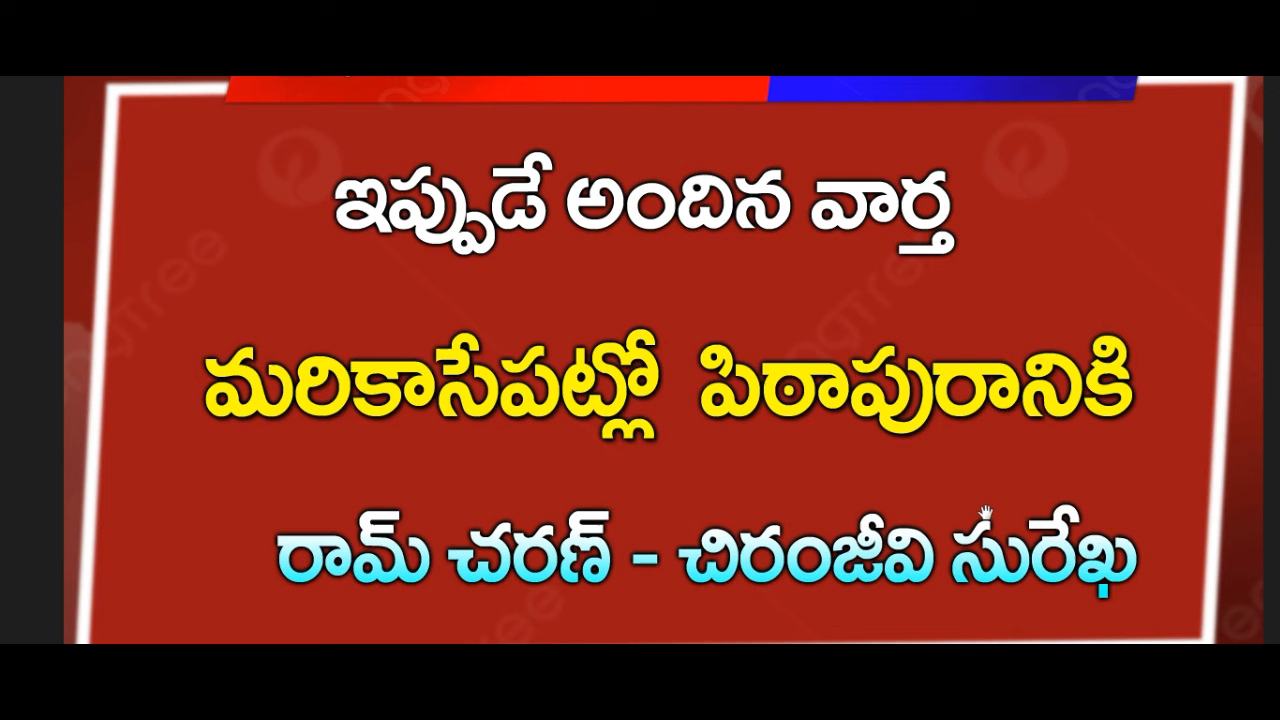 ఇప్పుడే అందిన వార్త
మరికాసేపట్లో పిఠాపురానికి
రామ్ చరణ్ - చిరంజీవి సురేఖ